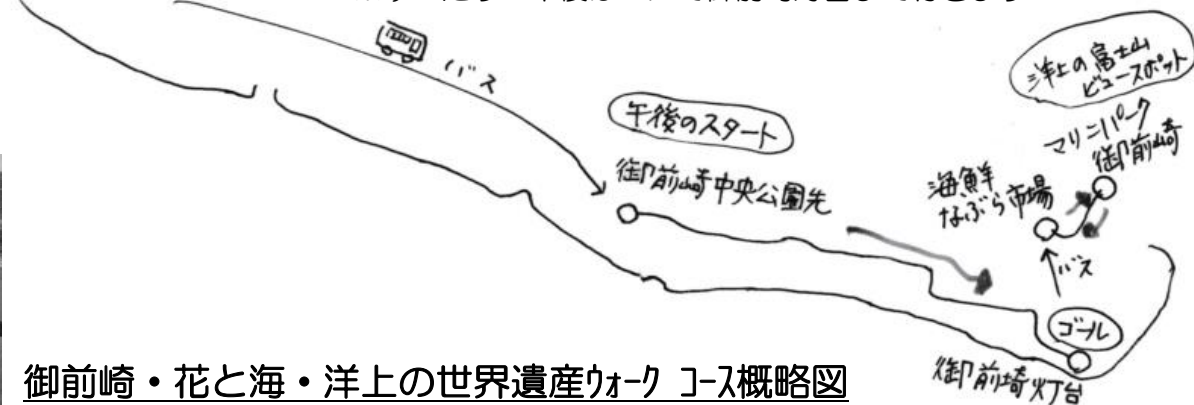 バス
午後のスタート
御前崎中央公園先
洋上の富士山
ビュースポット
マリンパーク
御前崎
海鮮
なぶら市場
バス
ゴール
御前埼灯台
御前崎・花と海・洋上の世界遺産ウォーク コース概略図